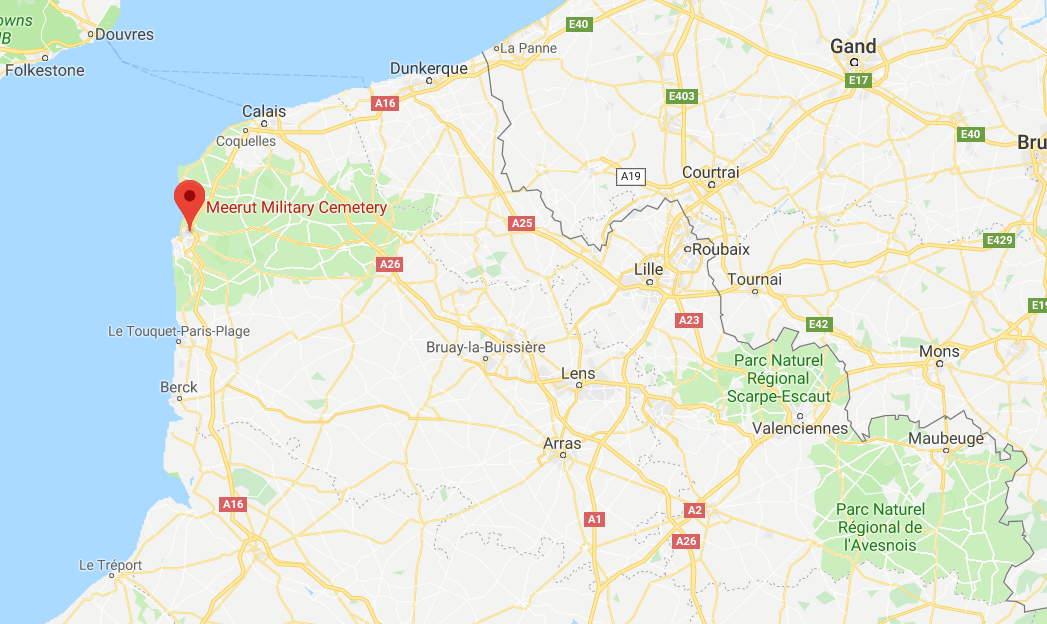 owns
NB
Douvres
Folkestone
La Panne
E40
Gand
E17
Dunkerque
A16
E403
Calais
Coquelles
E40
Bru
A19
Courtrai
Meerut Military Cemetery
A25
Roubaix
E429
A26
Lille
Tournai
E19
A23
E42
Le Touquet-Paris-Plage
Bruay-la-Buissière
Parc Naturel
Régional
Scarpe-Escaut
Mons
Lens
Berck
Valenciennes
Arras
Maubeuge
A16
A1
A2
A26
Parc Naturel
Régional de
l'Avesnois
Le Tréport